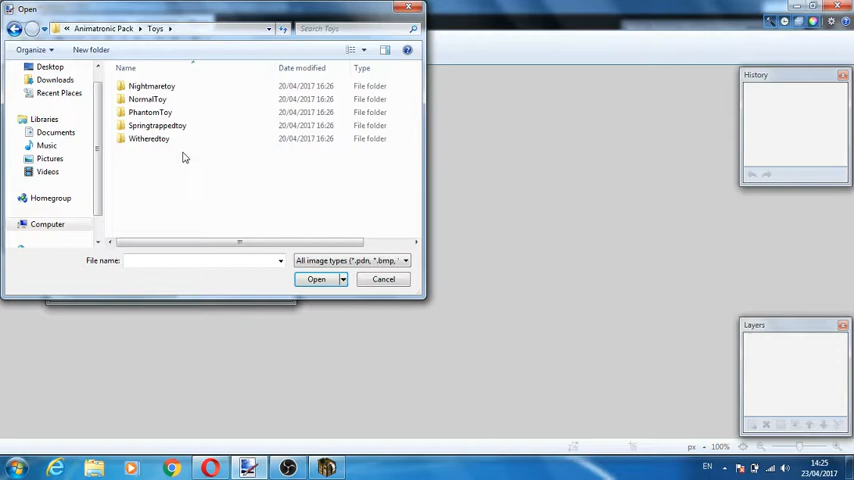 Open
« Animatronic Pack ▸ Toys ▸
Search Toys
Organize
New folder
Name
Date modified
Type
Desktop
Downloads
Recent Places
Libraries
Documents
Music
Pictures
Videos
Homegroup
Computer
Nightmaretoy 20/04/2017 16:26 File folder
NormalToy 20/04/2017 16:26 File folder
PhantomToy 20/04/2017 16:26 File folder
Springtrappedtoy 20/04/2017 16:26 File folder
Witheredtoy 20/04/2017 16:26 File folder
File name:
All image types (*.pdn, *.bmp,
Open
Cancel
History
Layers
px
100%
EN
14:25
23/04/2017